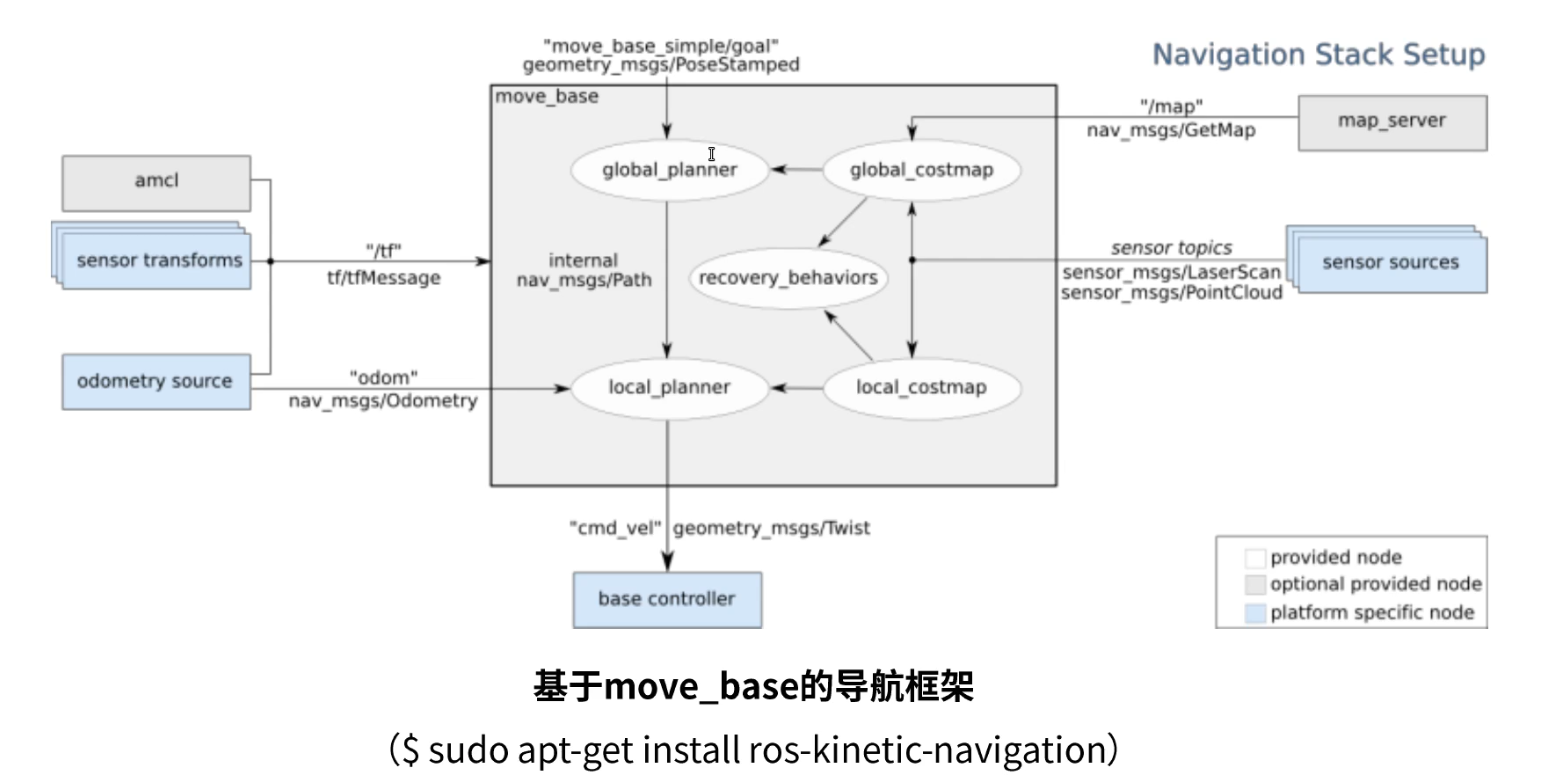 "move_base_simple/goal"
geometry_msgs/PoseStamped
Navigation Stack Setup
move_base
"/map"
nav_msgs/GetMap
map_server
amcl
global_planner
global_costmap
sensor transforms
"/tf"
tf/tfMessage
internal
nav_msgs/Path
recovery_behaviors
sensor topics
sensor_msgs/LaserScan
sensor_msgs/PointCloud
sensor sources
odometry source
"odom"
nav_msgs/Odometry
local_planner
local_costmap
"cmd_vel"
geometry_msgs/Twist
base controller
provided node
optional provided node
platform specific node
基于move_base的导航框架
（$ sudo apt-get install ros-kinetic-navigation）